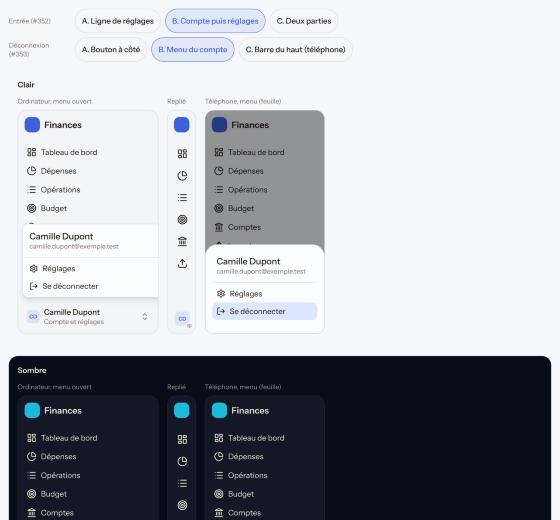 Entrée (#352)
A. Ligne de réglages
B. Compte puis réglages
C. Deux parties
Déconnexion (#353)
A. Bouton à côté
B. Menu du compte
C. Barre du haut (téléphone)
Clair
Ordinateur, menu ouvert
Finances
Tableau de bord
Dépenses
Opérations
Budget
Camille Dupont
camille.dupont@exemple.test
Réglages
Se déconnecter
CD
Camille Dupont
Compte et réglages
Replié
CD
Téléphone, menu (feuille)
Finances
Tableau de bord
Dépenses
Opérations
Budget
Comptes
Camille Dupont
camille.dupont@exemple.test
Réglages
Se déconnecter
Sombre
Ordinateur, menu ouvert
Finances
Tableau de bord
Dépenses
Opérations
Budget
Comptes
Replié
Téléphone, menu (feuille)
Finances
Tableau de bord
Dépenses
Opérations
Budget
Comptes